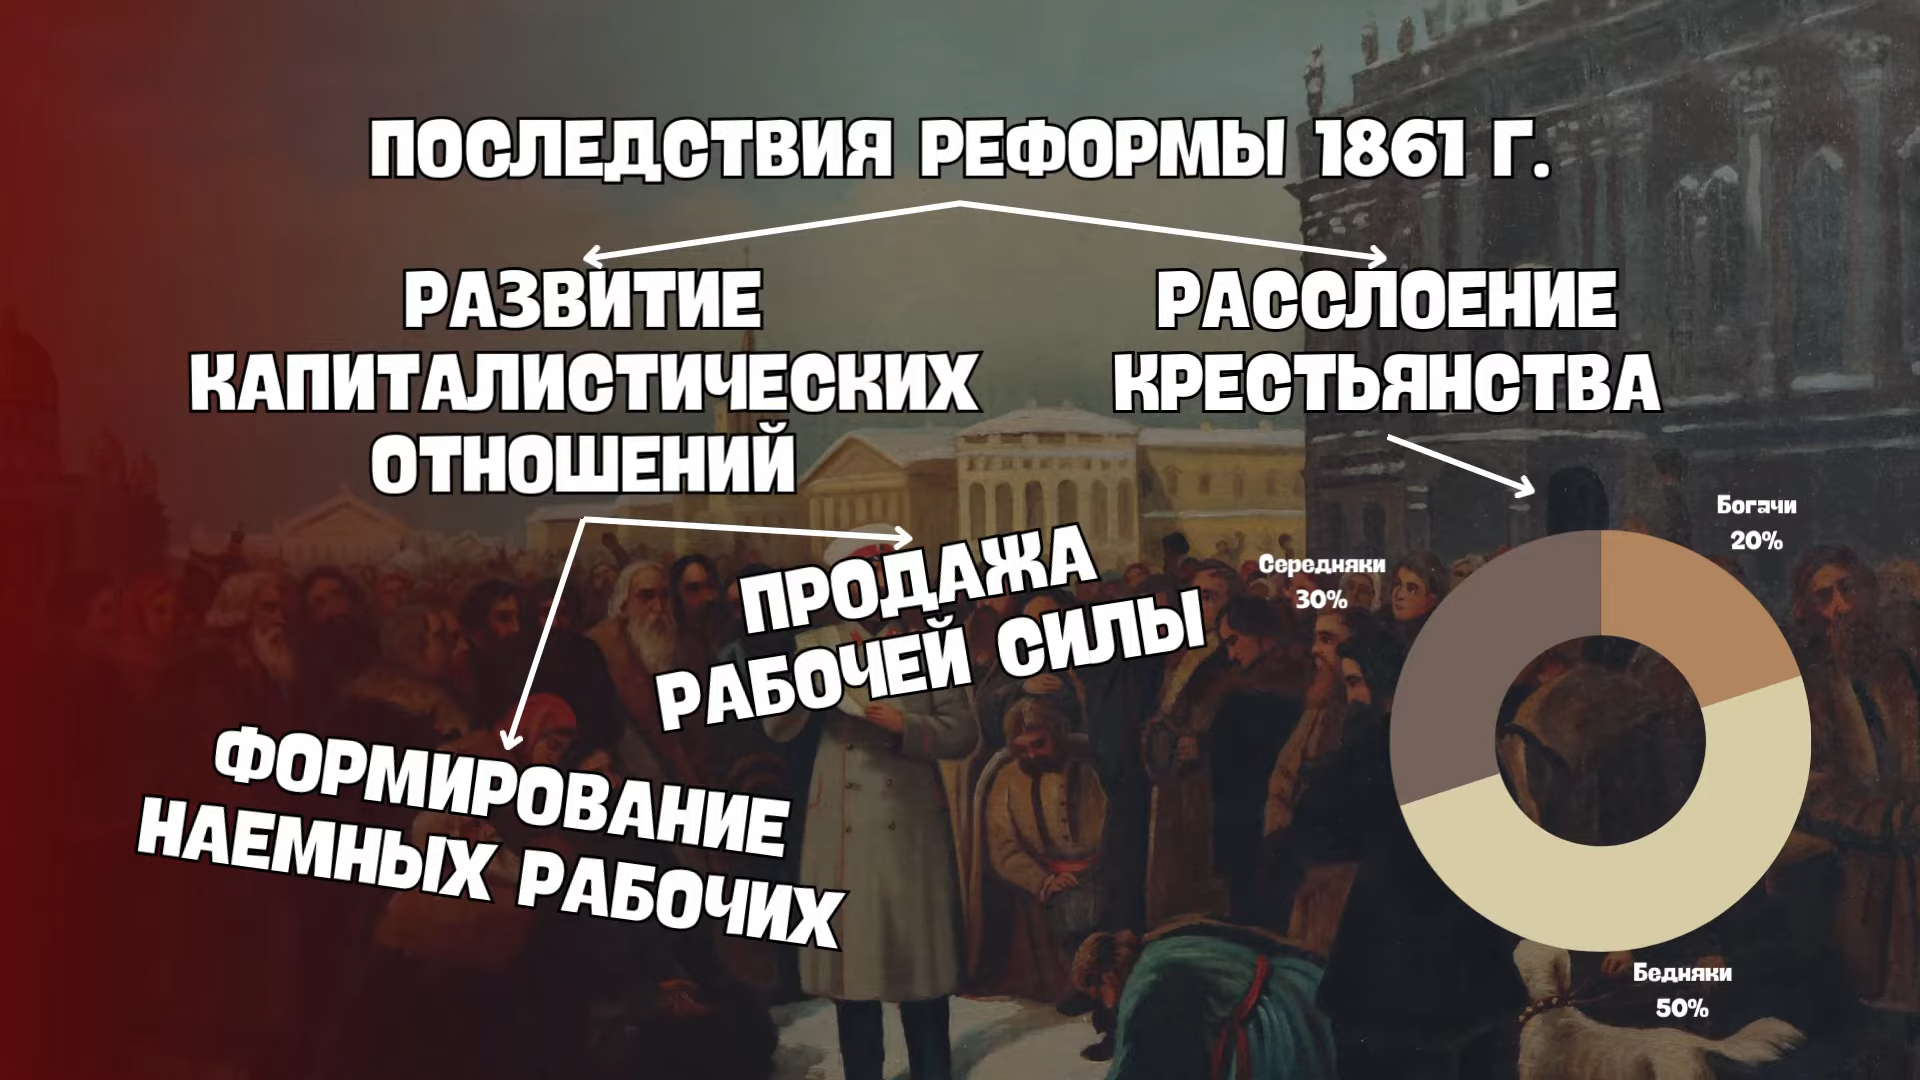 ПОСЛЕДСТВИЯ РЕФОРМЫ 1861 Г.
РАЗВИТИЕ
КАПИТАЛИСТИЧЕСКИХ
ОТНОШЕНИЙ
РАССЛОЕНИЕ
КРЕСТЬЯНСТВА
ПРОДАЖА
РАБОЧЕЙ СИЛЫ
ФОРМИРОВАНИЕ
НАЕМНЫХ РАБОЧИХ
Богачи
20%
Середняки
30%
Бедняки
50%